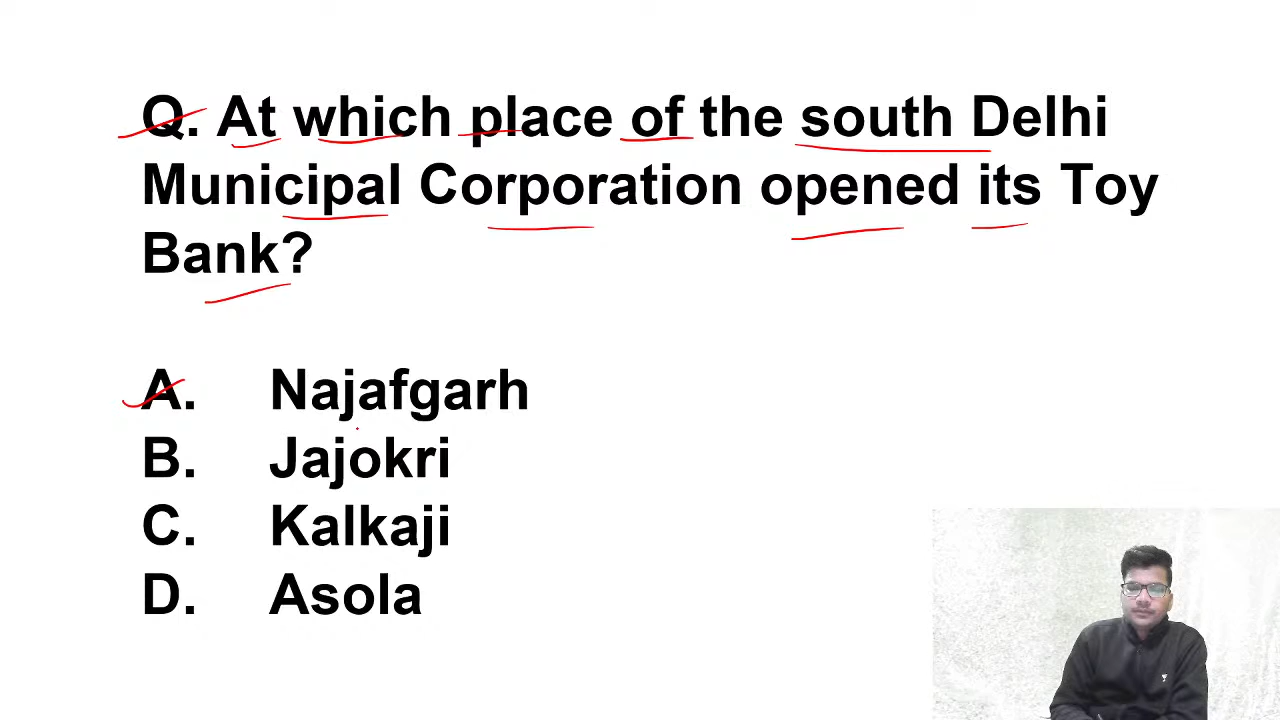 Q. At which place of the south Delhi
Municipal Corporation opened its Toy
Bank?
A. Najafgarh
B. Jajokri
C. Kalkaji
D. Asola